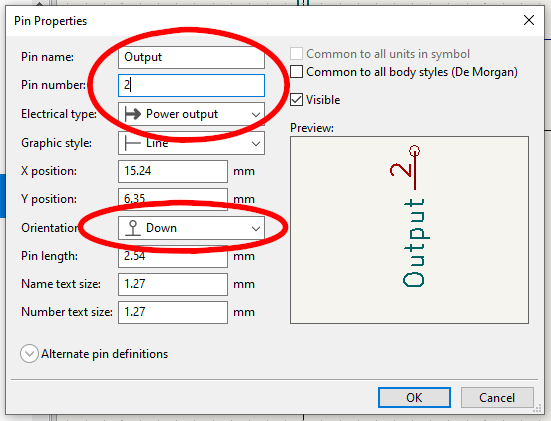 Pin Properties
Pin name: Output
Pin number: 2
Electrical type: Power output
Graphic style: Line
X position: 15.24 mm
Y position: 6.35 mm
Orientation: Down
Pin length: 2.54 mm
Name text size: 1.27 mm
Number text size: 1.27 mm
Common to all units in symbol
Common to all body styles (De Morgan)
Visible
Preview:
Output 2
Alternate pin definitions
OK Cancel